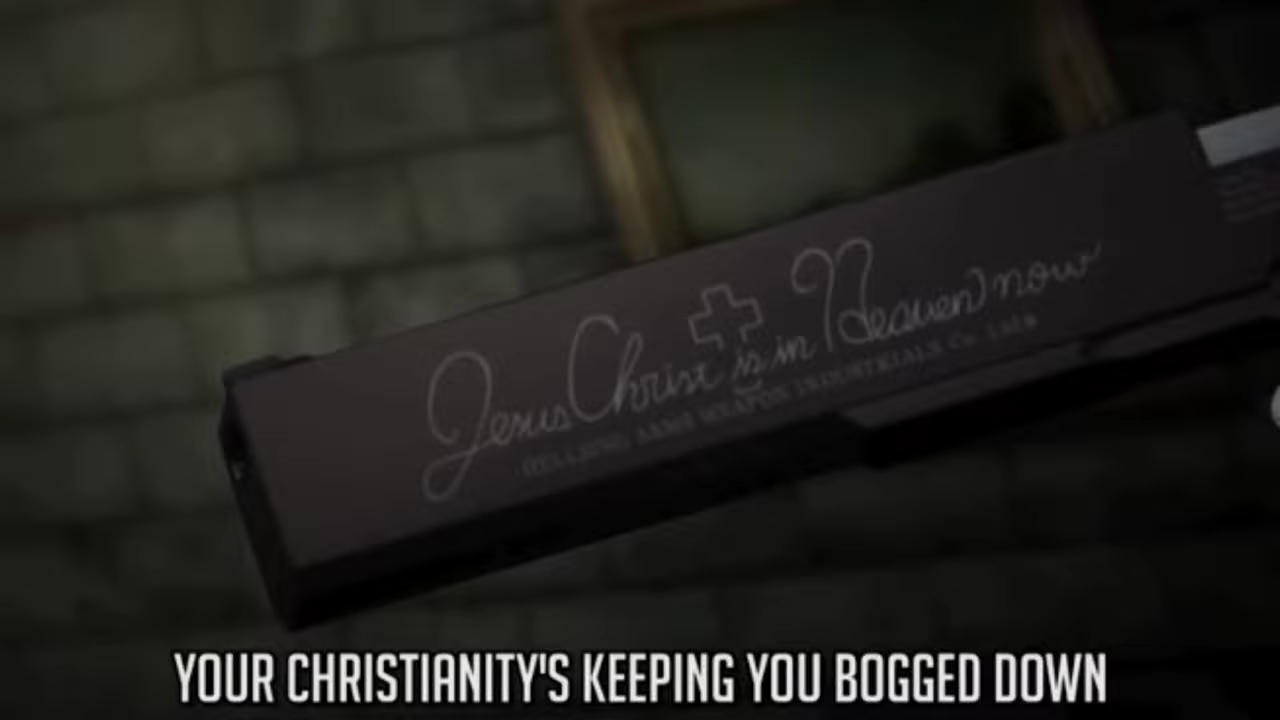 Jesus Christ is in Heaven now
HELLSING ARMS WEAPON INDUSTRIALS Co. Ltd
YOUR CHRISTIANITY'S KEEPING YOU BOGGED DOWN